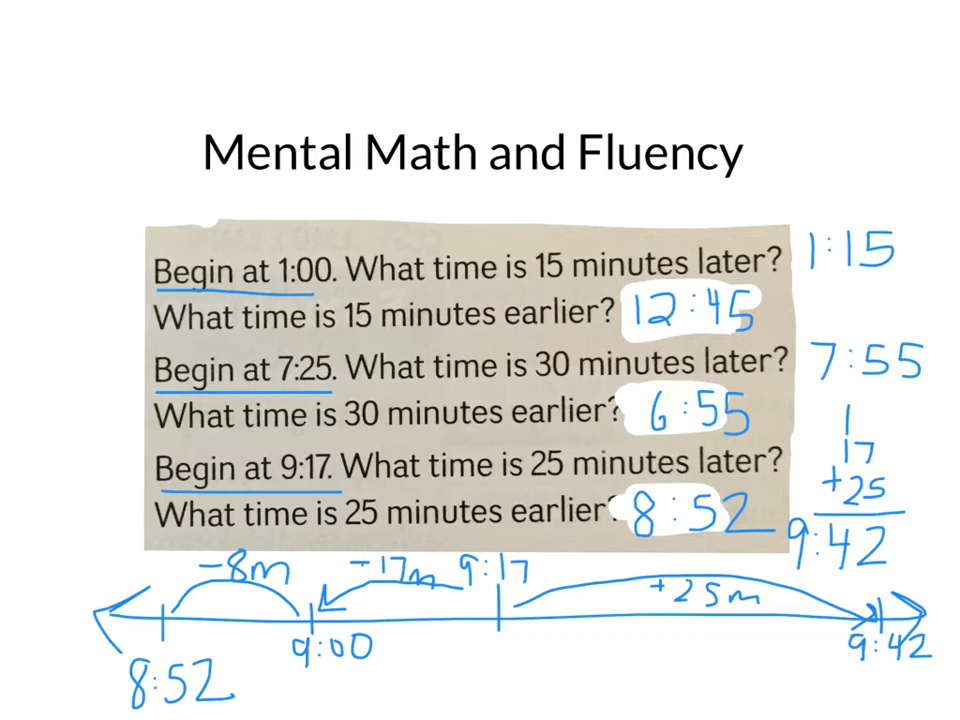 Mental Math and Fluency
Begin at 1:00. What time is 15 minutes later? 1:15
What time is 15 minutes earlier? 12:45
Begin at 7:25. What time is 30 minutes later? 7:55
What time is 30 minutes earlier? 6:55
1
17
Begin at 9:17. What time is 25 minutes later?
+25
What time is 25 minutes earlier? 8:52
9:42
-8m -17m 9:17 +25m
9:00 9:42
8:52